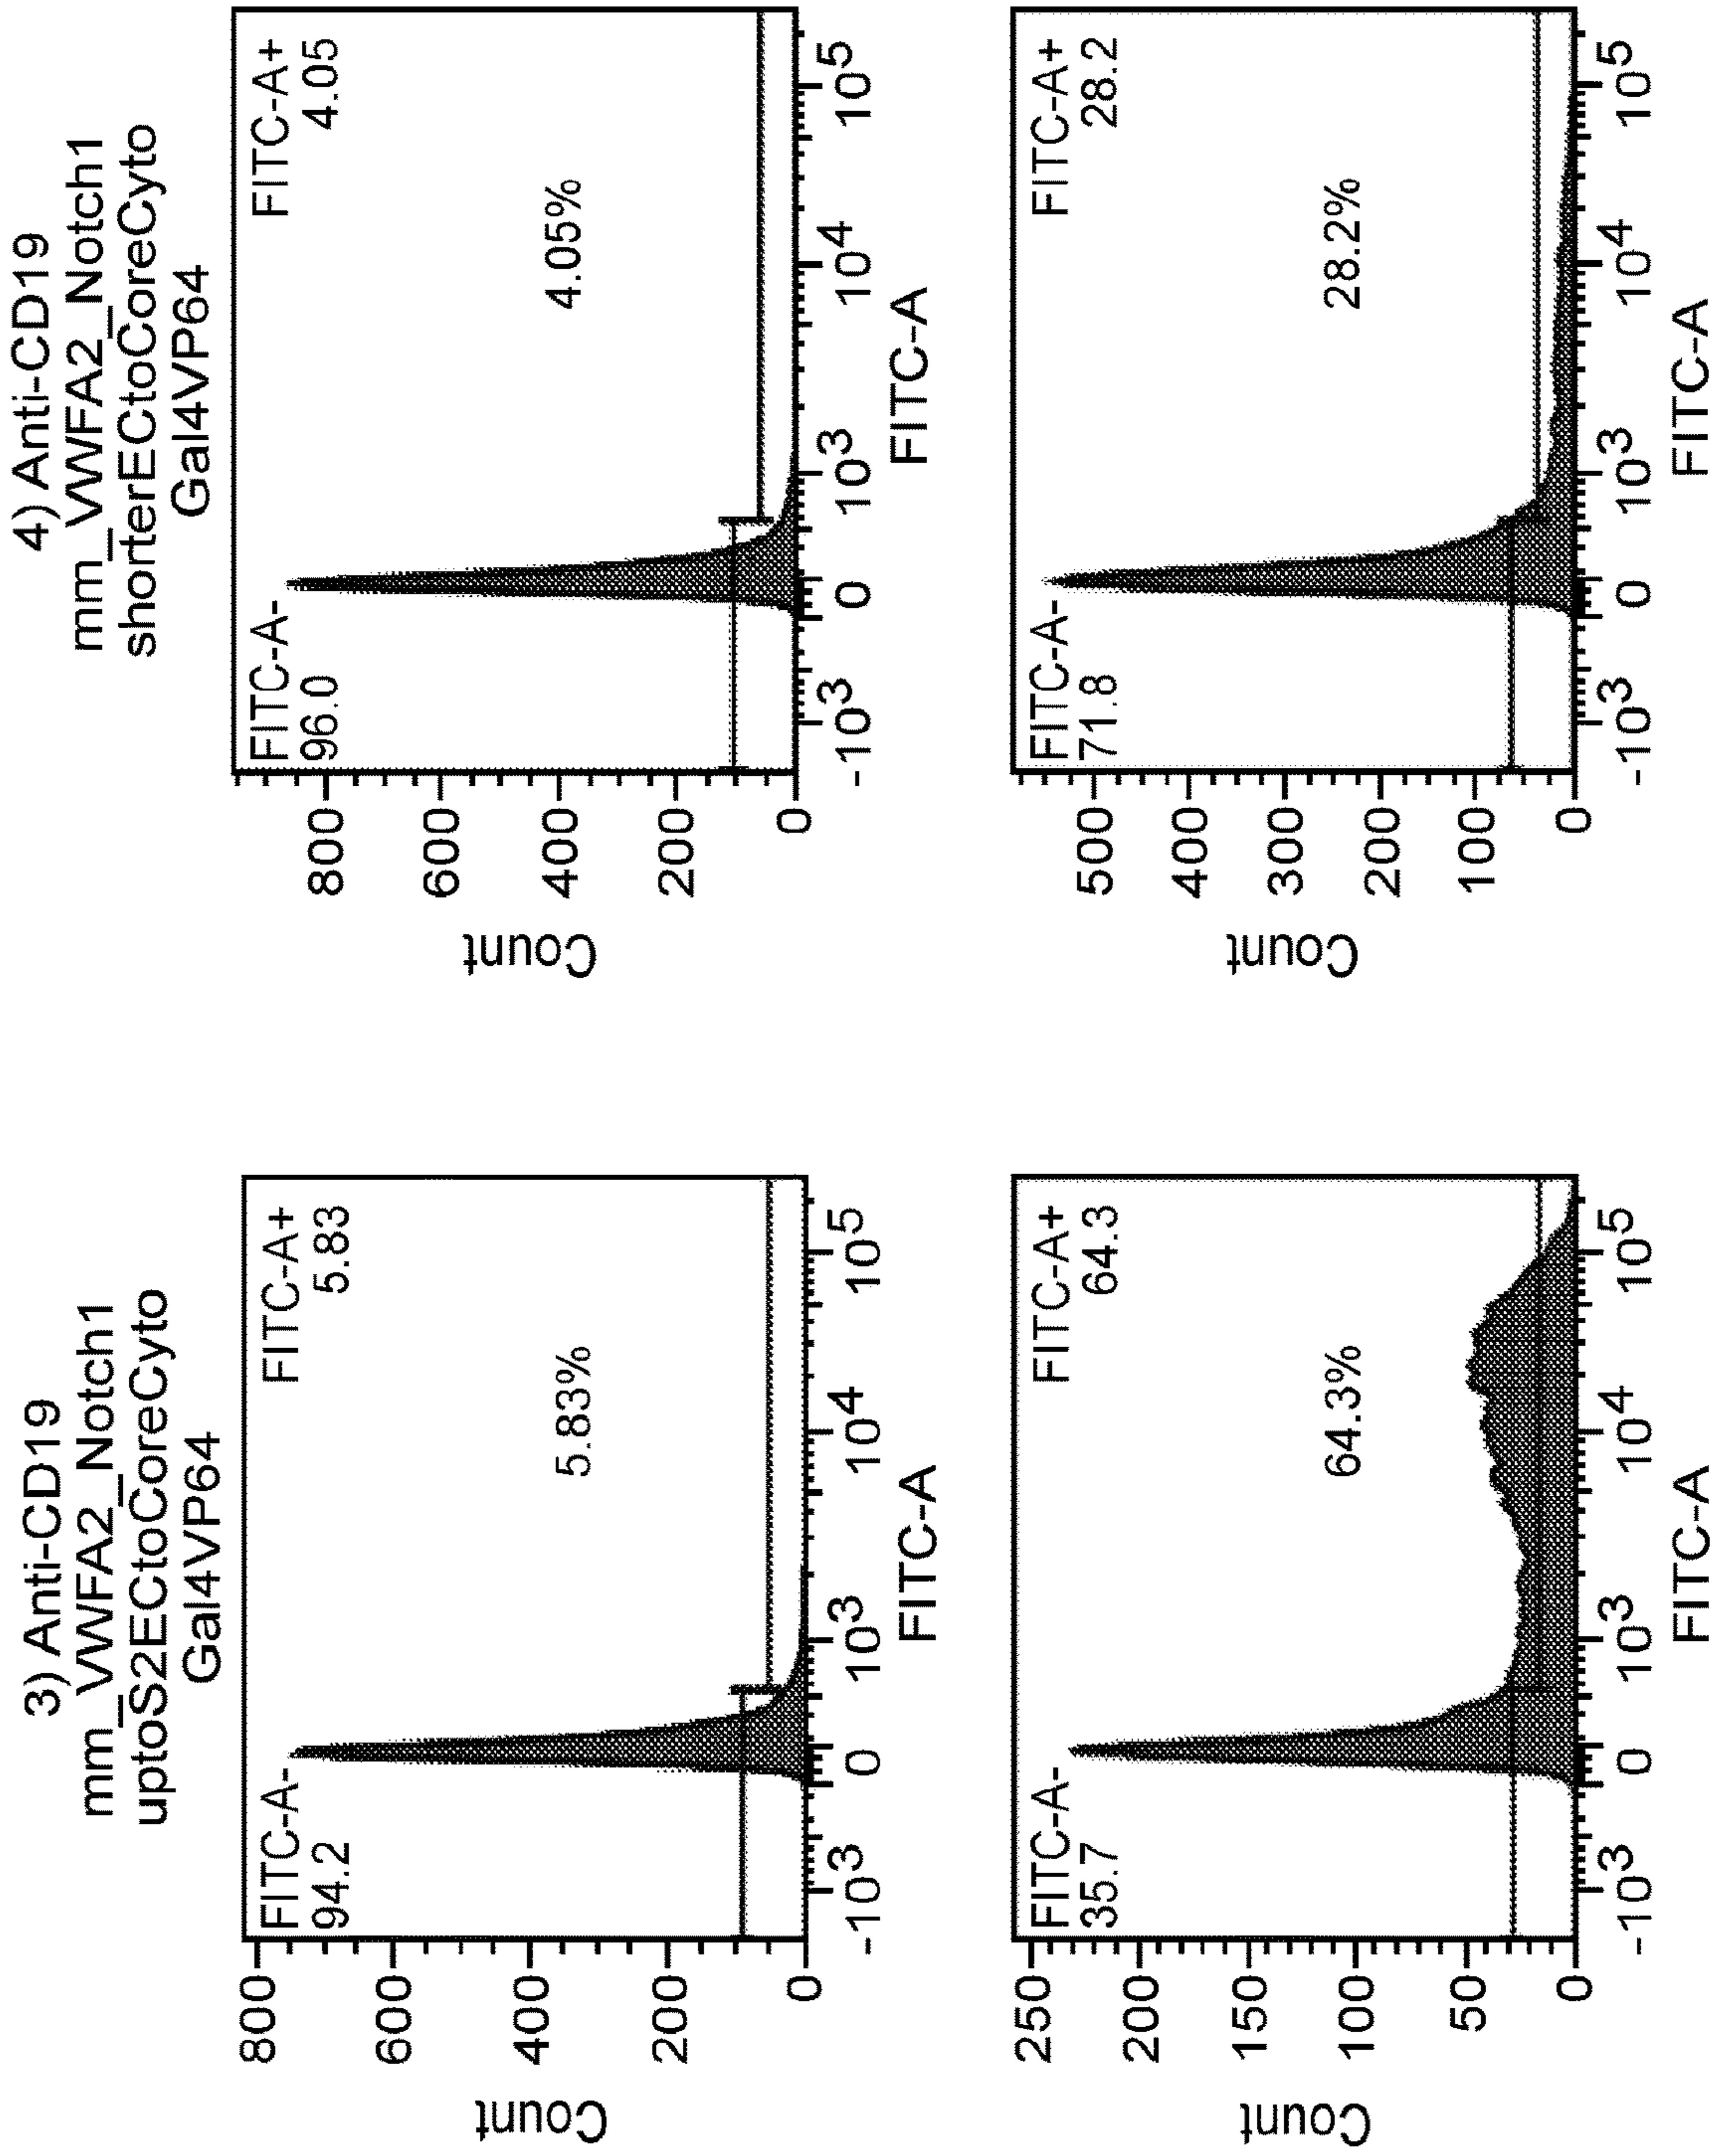 3) Anti-CD19
mm_VWFA2_Notch1
uptoS2ECtoCoreCyto
Gal4VP64
4) Anti-CD19
mm_VWFA2_Notch1
shorterECtoCoreCyto
Gal4VP64
FITC-A-
94.2
FITC-A+
5.83
5.83%
800
600
400
200
0
Count
-10³ 0 10³ 10⁴ 10⁵
FITC-A
FITC-A-
96.0
FITC-A+
4.05
4.05%
800
600
400
200
0
Count
-10³ 0 10³ 10⁴ 10⁵
FITC-A
FITC-A-
35.7
FITC-A+
64.3
64.3%
250
200
150
100
50
0
Count
-10³ 0 10³ 10⁴ 10⁵
FITC-A
FITC-A-
71.8
FITC-A+
28.2
28.2%
500
400
300
200
100
0
Count
-10³ 0 10³ 10⁴ 10⁵
FITC-A